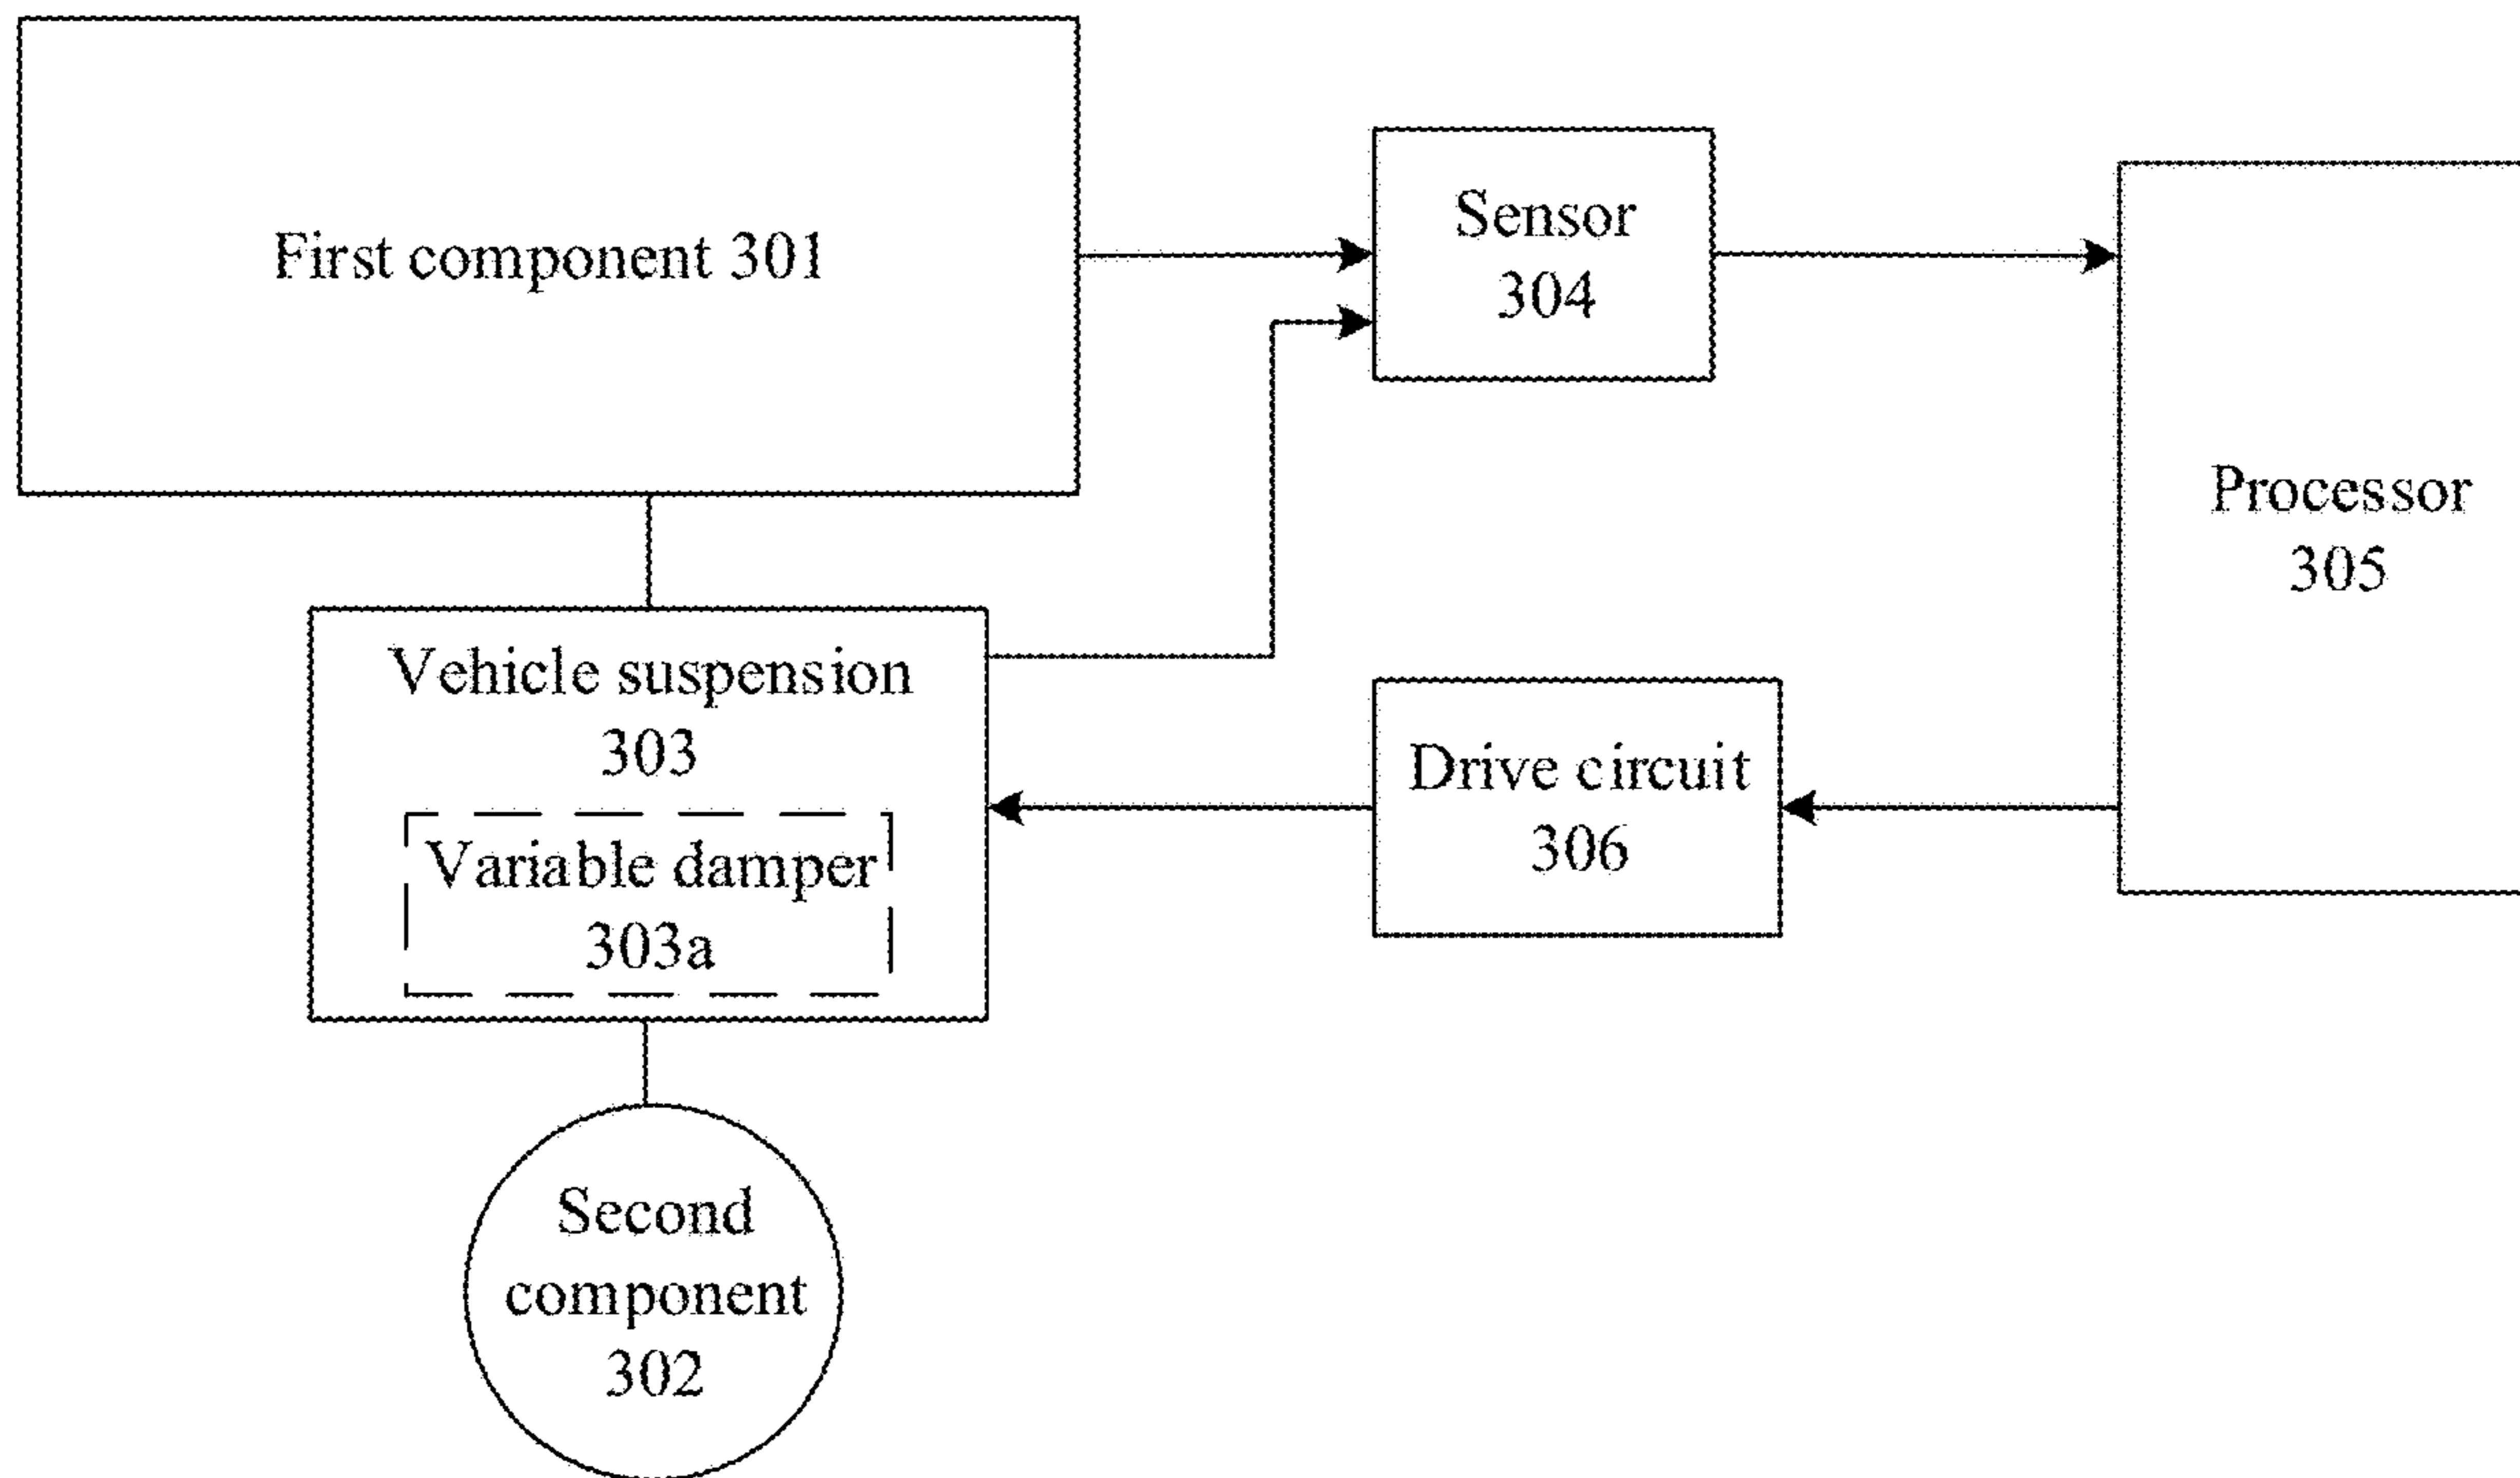 First component 301
Sensor
304
Processor
305
Vehicle suspension
303
Variable damper
303a
Drive circuit
306
Second
component
302